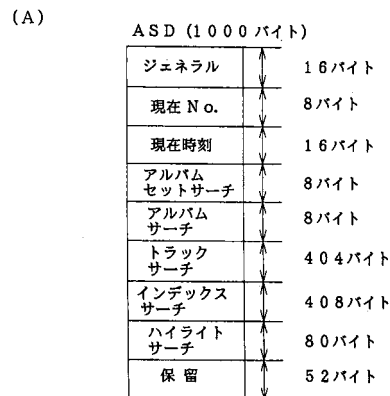 (A)
ASD (1000バイト)
ジェネラル 16バイト
現在No. 8バイト
現在時刻 16バイト
アルバム
セットサーチ 8バイト
アルバム
サーチ 8バイト
トラック
サーチ 404バイト
インデックス
サーチ 408バイト
ハイライト
サーチ 80バイト
保留 52バイト